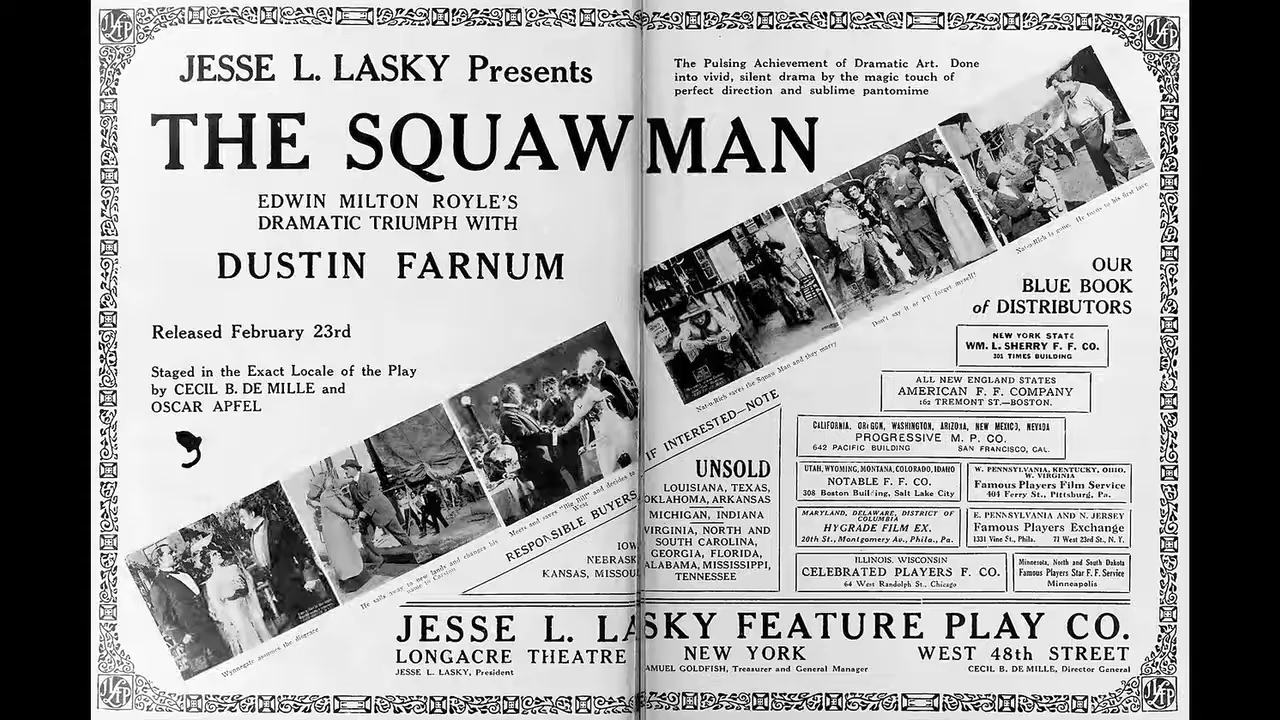 JESSE L. LASKY Presents
THE SQUAW MAN
EDWIN MILTON ROYLE'S
DRAMATIC TRIUMPH WITH
DUSTIN FARNUM
Released February 23rd
Staged in the Exact Locale of the Play
by CECIL B. DE MILLE and
OSCAR APFEL
The Pulsing Achievement of Dramatic Art. Done
into vivid, silent drama by the magic touch of
perfect direction and sublime pantomime
Wynnegate assumes the disgrace
He sails away to new lands and changes his
name to Carston
Meets and saves "Big Bill" and decides to
West
Nat-u-Rich saves the Squaw Man and they marry
Don't say it or I'll forget myself!
Nat-u-Rich is gone. He turns to his first love
OUR
BLUE BOOK
of DISTRIBUTORS
NEW YORK STATE
WM. L. SHERRY F. F. CO.
301 TIMES BUILDING
ALL NEW ENGLAND STATES
AMERICAN F. F. COMPANY
162 TREMONT ST.—BOSTON.
CALIFORNIA, OREGON, WASHINGTON, ARIZONA, NEW MEXICO, NEVADA
PROGRESSIVE M. P. CO.
642 PACIFIC BUILDING SAN FRANCISCO, CAL.
UTAH, WYOMING, MONTANA, COLORADO, IDAHO
NOTABLE F. F. CO.
308 Boston Building, Salt Lake City
W. PENNSYLVANIA, KENTUCKY, OHIO,
W. VIRGINIA
Famous Players Film Service
404 Ferry St., Pittsburg, Pa.
MARYLAND, DELAWARE, DISTRICT OF
COLUMBIA
HYGRADE FILM EX.
20th St., Montgomery Av., Phila., Pa.
E. PENNSYLVANIA AND N. JERSEY
Famous Players Exchange
1331 Vine St., Phila. 71 West 23rd St., N. Y.
ILLINOIS, WISCONSIN
CELEBRATED PLAYERS F. CO.
64 West Randolph St., Chicago
Minnesota, North and South Dakota
Famous Players Star F. F. Service
Minneapolis
RESPONSIBLE BUYERS
IF INTERESTED—NOTE
UNSOLD
IOW
NEBRASK
KANSAS, MISSOU
LOUISIANA, TEXAS,
OKLAHOMA, ARKANSAS
MICHIGAN, INDIANA
VIRGINIA, NORTH AND
SOUTH CAROLINA,
GEORGIA, FLORIDA,
ALABAMA, MISSISSIPPI,
TENNESSEE
JESSE L. LASKY FEATURE PLAY CO.
LONGACRE THEATRE NEW YORK WEST 48th STREET
JESSE L. LASKY, President AMUEL GOLDFISH, Treasurer and General Manager CECIL B. DE MILLE, Director General